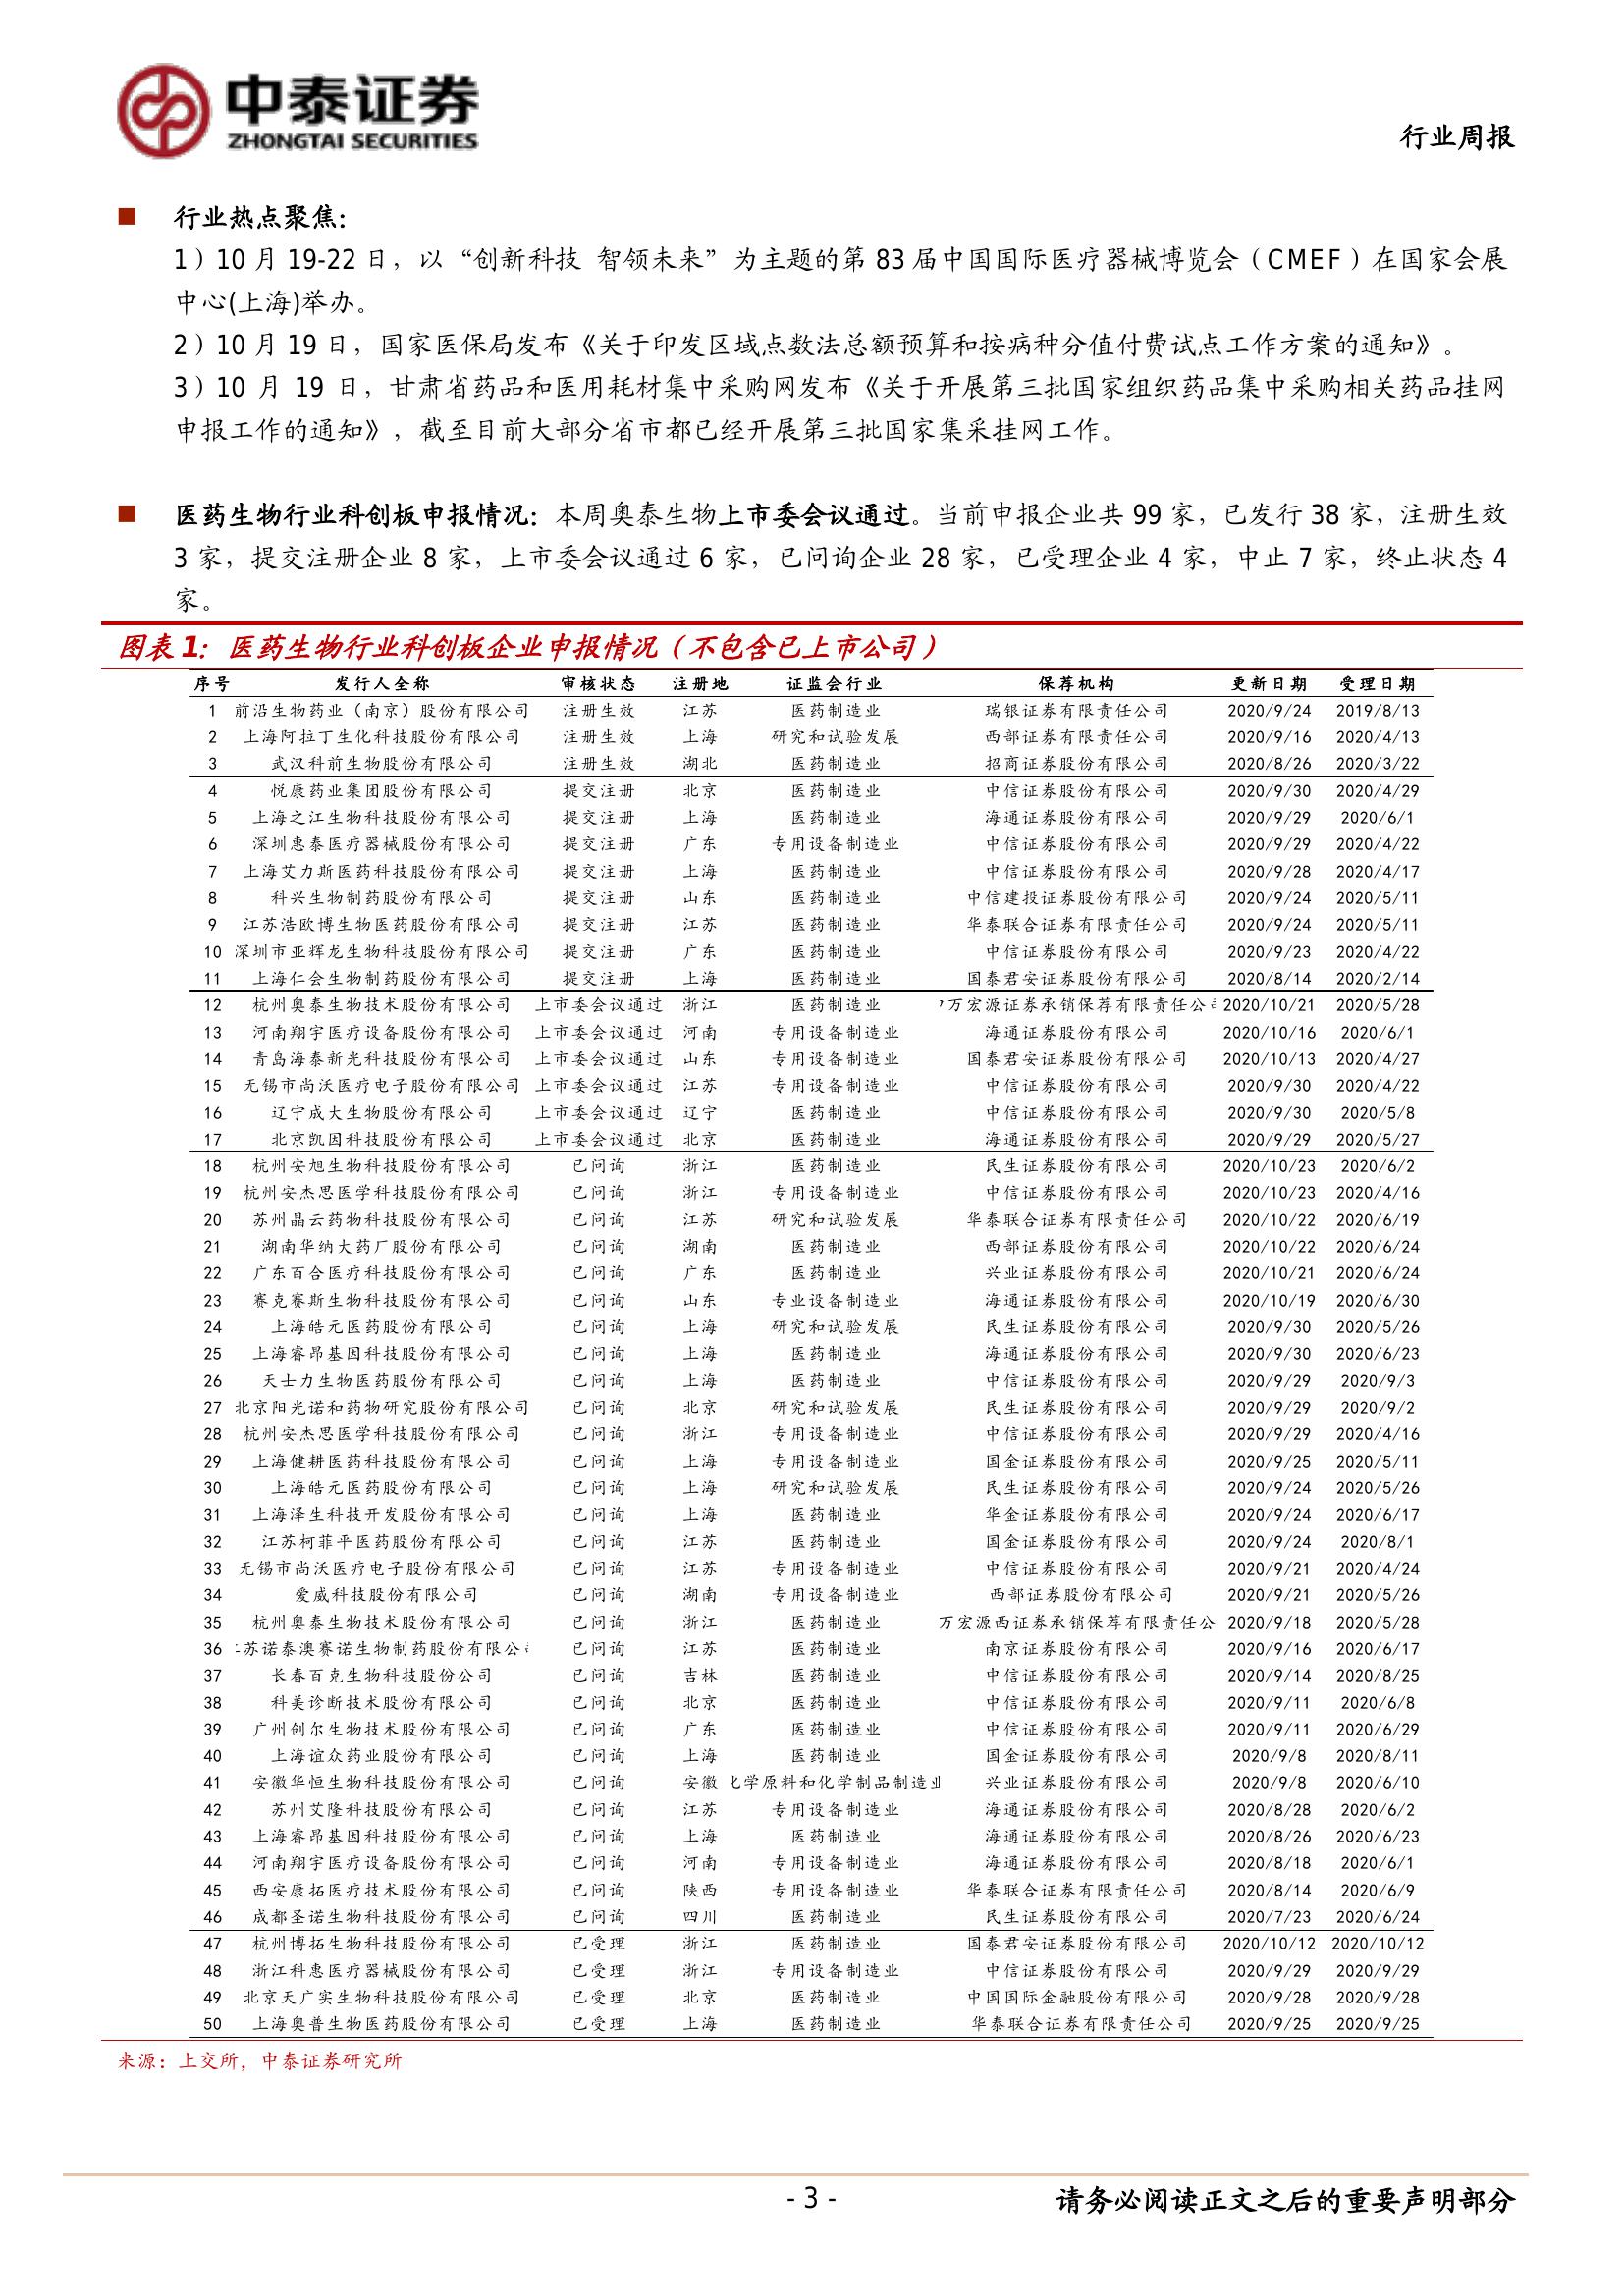 中泰证券
ZHONGTAI SECURITIES
行业周报
行业热点聚焦：
1）10 月 19-22 日，以“创新科技 智领未来”为主题的第 83 届中国国际医疗器械博览会（CMEF）在国家会展
中心(上海)举办。
2）10 月 19 日，国家医保局发布《关于印发区域点数法总额预算和按病种分值付费试点工作方案的通知》。
3）10 月 19 日，甘肃省药品和医用耗材集中采购网发布《关于开展第三批国家组织药品集中采购相关药品挂网
申报工作的通知》，截至目前大部分省市都已经开展第三批国家集采挂网工作。
医药生物行业科创板申报情况：本周奥泰生物上市委会议通过。当前申报企业共 99 家，已发行 38 家，注册生效
3 家，提交注册企业 8 家，上市委会议通过 6 家，已问询企业 28 家，已受理企业 4 家，中止 7 家，终止状态 4
家。
图表 1：医药生物行业科创板企业申报情况（不包含已上市公司）
序号 发行人全称 审核状态 注册地 证监会行业 保荐机构 更新日期 受理日期
1 前沿生物药业（南京）股份有限公司 注册生效 江苏 医药制造业 瑞银证券有限责任公司 2020/9/24 2019/8/13
2 上海阿拉丁生化科技股份有限公司 注册生效 上海 研究和试验发展 西部证券有限责任公司 2020/9/16 2020/4/13
3 武汉科前生物股份有限公司 注册生效 湖北 医药制造业 招商证券股份有限公司 2020/8/26 2020/3/22
4 悦康药业集团股份有限公司 提交注册 北京 医药制造业 中信证券股份有限公司 2020/9/30 2020/4/29
5 上海之江生物科技股份有限公司 提交注册 上海 医药制造业 海通证券股份有限公司 2020/9/29 2020/6/1
6 深圳惠泰医疗器械股份有限公司 提交注册 广东 专用设备制造业 中信证券股份有限公司 2020/9/29 2020/4/22
7 上海艾力斯医药科技股份有限公司 提交注册 上海 医药制造业 中信证券股份有限公司 2020/9/28 2020/4/17
8 科兴生物制药股份有限公司 提交注册 山东 医药制造业 中信建投证券股份有限公司 2020/9/24 2020/5/11
9 江苏浩欧博生物医药股份有限公司 提交注册 江苏 医药制造业 华泰联合证券有限责任公司 2020/9/24 2020/5/11
10 深圳市亚辉龙生物科技股份有限公司 提交注册 广东 医药制造业 中信证券股份有限公司 2020/9/23 2020/4/22
11 上海仁会生物制药股份有限公司 提交注册 上海 医药制造业 国泰君安证券股份有限公司 2020/8/14 2020/2/14
12 杭州奥泰生物技术股份有限公司 上市委会议通过 浙江 医药制造业 万宏源证券承销保荐有限责任公 2020/10/21 2020/5/28
13 河南翔宇医疗设备股份有限公司 上市委会议通过 河南 专用设备制造业 海通证券股份有限公司 2020/10/16 2020/6/1
14 青岛海泰新光科技股份有限公司 上市委会议通过 山东 专用设备制造业 国泰君安证券股份有限公司 2020/10/13 2020/4/27
15 无锡市尚沃医疗电子股份有限公司 上市委会议通过 江苏 专用设备制造业 中信证券股份有限公司 2020/9/30 2020/4/22
16 辽宁成大生物股份有限公司 上市委会议通过 辽宁 医药制造业 中信证券股份有限公司 2020/9/30 2020/5/8
17 北京凯因科技股份有限公司 上市委会议通过 北京 医药制造业 海通证券股份有限公司 2020/9/29 2020/5/27
18 杭州安旭生物科技股份有限公司 已问询 浙江 医药制造业 民生证券股份有限公司 2020/10/23 2020/6/2
19 杭州安杰思医学科技股份有限公司 已问询 浙江 专用设备制造业 中信证券股份有限公司 2020/10/23 2020/4/16
20 苏州晶云药物科技股份有限公司 已问询 江苏 研究和试验发展 华泰联合证券有限责任公司 2020/10/22 2020/6/19
21 湖南华纳大药厂股份有限公司 已问询 湖南 医药制造业 西部证券股份有限公司 2020/10/22 2020/6/24
22 广东百合医疗科技股份有限公司 已问询 广东 医药制造业 兴业证券股份有限公司 2020/10/21 2020/6/24
23 赛克赛斯生物科技股份有限公司 已问询 山东 专业设备制造业 海通证券股份有限公司 2020/10/19 2020/6/30
24 上海皓元医药股份有限公司 已问询 上海 研究和试验发展 民生证券股份有限公司 2020/9/30 2020/5/26
25 上海睿昂基因科技股份有限公司 已问询 上海 医药制造业 海通证券股份有限公司 2020/9/30 2020/6/23
26 天士力生物医药股份有限公司 已问询 上海 医药制造业 中信证券股份有限公司 2020/9/29 2020/9/3
27 北京阳光诺和药物研究股份有限公司 已问询 北京 研究和试验发展 民生证券股份有限公司 2020/9/29 2020/9/2
28 杭州安杰思医学科技股份有限公司 已问询 浙江 专用设备制造业 中信证券股份有限公司 2020/9/29 2020/4/16
29 上海健耕医药科技股份有限公司 已问询 上海 专用设备制造业 国金证券股份有限公司 2020/9/25 2020/5/11
30 上海皓元医药股份有限公司 已问询 上海 研究和试验发展 民生证券股份有限公司 2020/9/24 2020/5/26
31 上海泽生科技开发股份有限公司 已问询 上海 医药制造业 华金证券股份有限公司 2020/9/24 2020/6/17
32 江苏柯菲平医药股份有限公司 已问询 江苏 医药制造业 国金证券股份有限公司 2020/9/24 2020/8/1
33 无锡市尚沃医疗电子股份有限公司 已问询 江苏 专用设备制造业 中信证券股份有限公司 2020/9/21 2020/4/24
34 爱威科技股份有限公司 已问询 湖南 专用设备制造业 西部证券股份有限公司 2020/9/21 2020/5/26
35 杭州奥泰生物技术股份有限公司 已问询 浙江 医药制造业 万宏源西证券承销保荐有限责任公 2020/9/18 2020/5/28
36 苏诺泰澳赛诺生物制药股份有限公 已问询 江苏 医药制造业 南京证券股份有限公司 2020/9/16 2020/6/17
37 长春百克生物科技股份公司 已问询 吉林 医药制造业 中信证券股份有限公司 2020/9/14 2020/8/25
38 科美诊断技术股份有限公司 已问询 北京 医药制造业 中信证券股份有限公司 2020/9/11 2020/6/8
39 广州创尔生物技术股份有限公司 已问询 广东 医药制造业 中信证券股份有限公司 2020/9/11 2020/6/29
40 上海谊众药业股份有限公司 已问询 上海 医药制造业 国金证券股份有限公司 2020/9/8 2020/8/11
41 安徽华恒生物科技股份有限公司 已问询 安徽 化学原料和化学制品制造业 兴业证券股份有限公司 2020/9/8 2020/6/10
42 苏州艾隆科技股份有限公司 已问询 江苏 专用设备制造业 海通证券股份有限公司 2020/8/28 2020/6/2
43 上海睿昂基因科技股份有限公司 已问询 上海 医药制造业 海通证券股份有限公司 2020/8/26 2020/6/23
44 河南翔宇医疗设备股份有限公司 已问询 河南 专用设备制造业 海通证券股份有限公司 2020/8/18 2020/6/1
45 西安康拓医疗技术股份有限公司 已问询 陕西 专用设备制造业 华泰联合证券有限责任公司 2020/8/14 2020/6/9
46 成都圣诺生物科技股份有限公司 已问询 四川 医药制造业 民生证券股份有限公司 2020/7/23 2020/6/24
47 杭州博拓生物科技股份有限公司 已受理 浙江 医药制造业 国泰君安证券股份有限公司 2020/10/12 2020/10/12
48 浙江科惠医疗器械股份有限公司 已受理 浙江 专用设备制造业 中信证券股份有限公司 2020/9/29 2020/9/29
49 北京天广实生物科技股份有限公司 已受理 北京 医药制造业 中国国际金融股份有限公司 2020/9/28 2020/9/28
50 上海奥普生物医药股份有限公司 已受理 上海 医药制造业 华泰联合证券有限责任公司 2020/9/25 2020/9/25
来源：上交所，中泰证券研究所
- 3 -
请务必阅读正文之后的重要声明部分